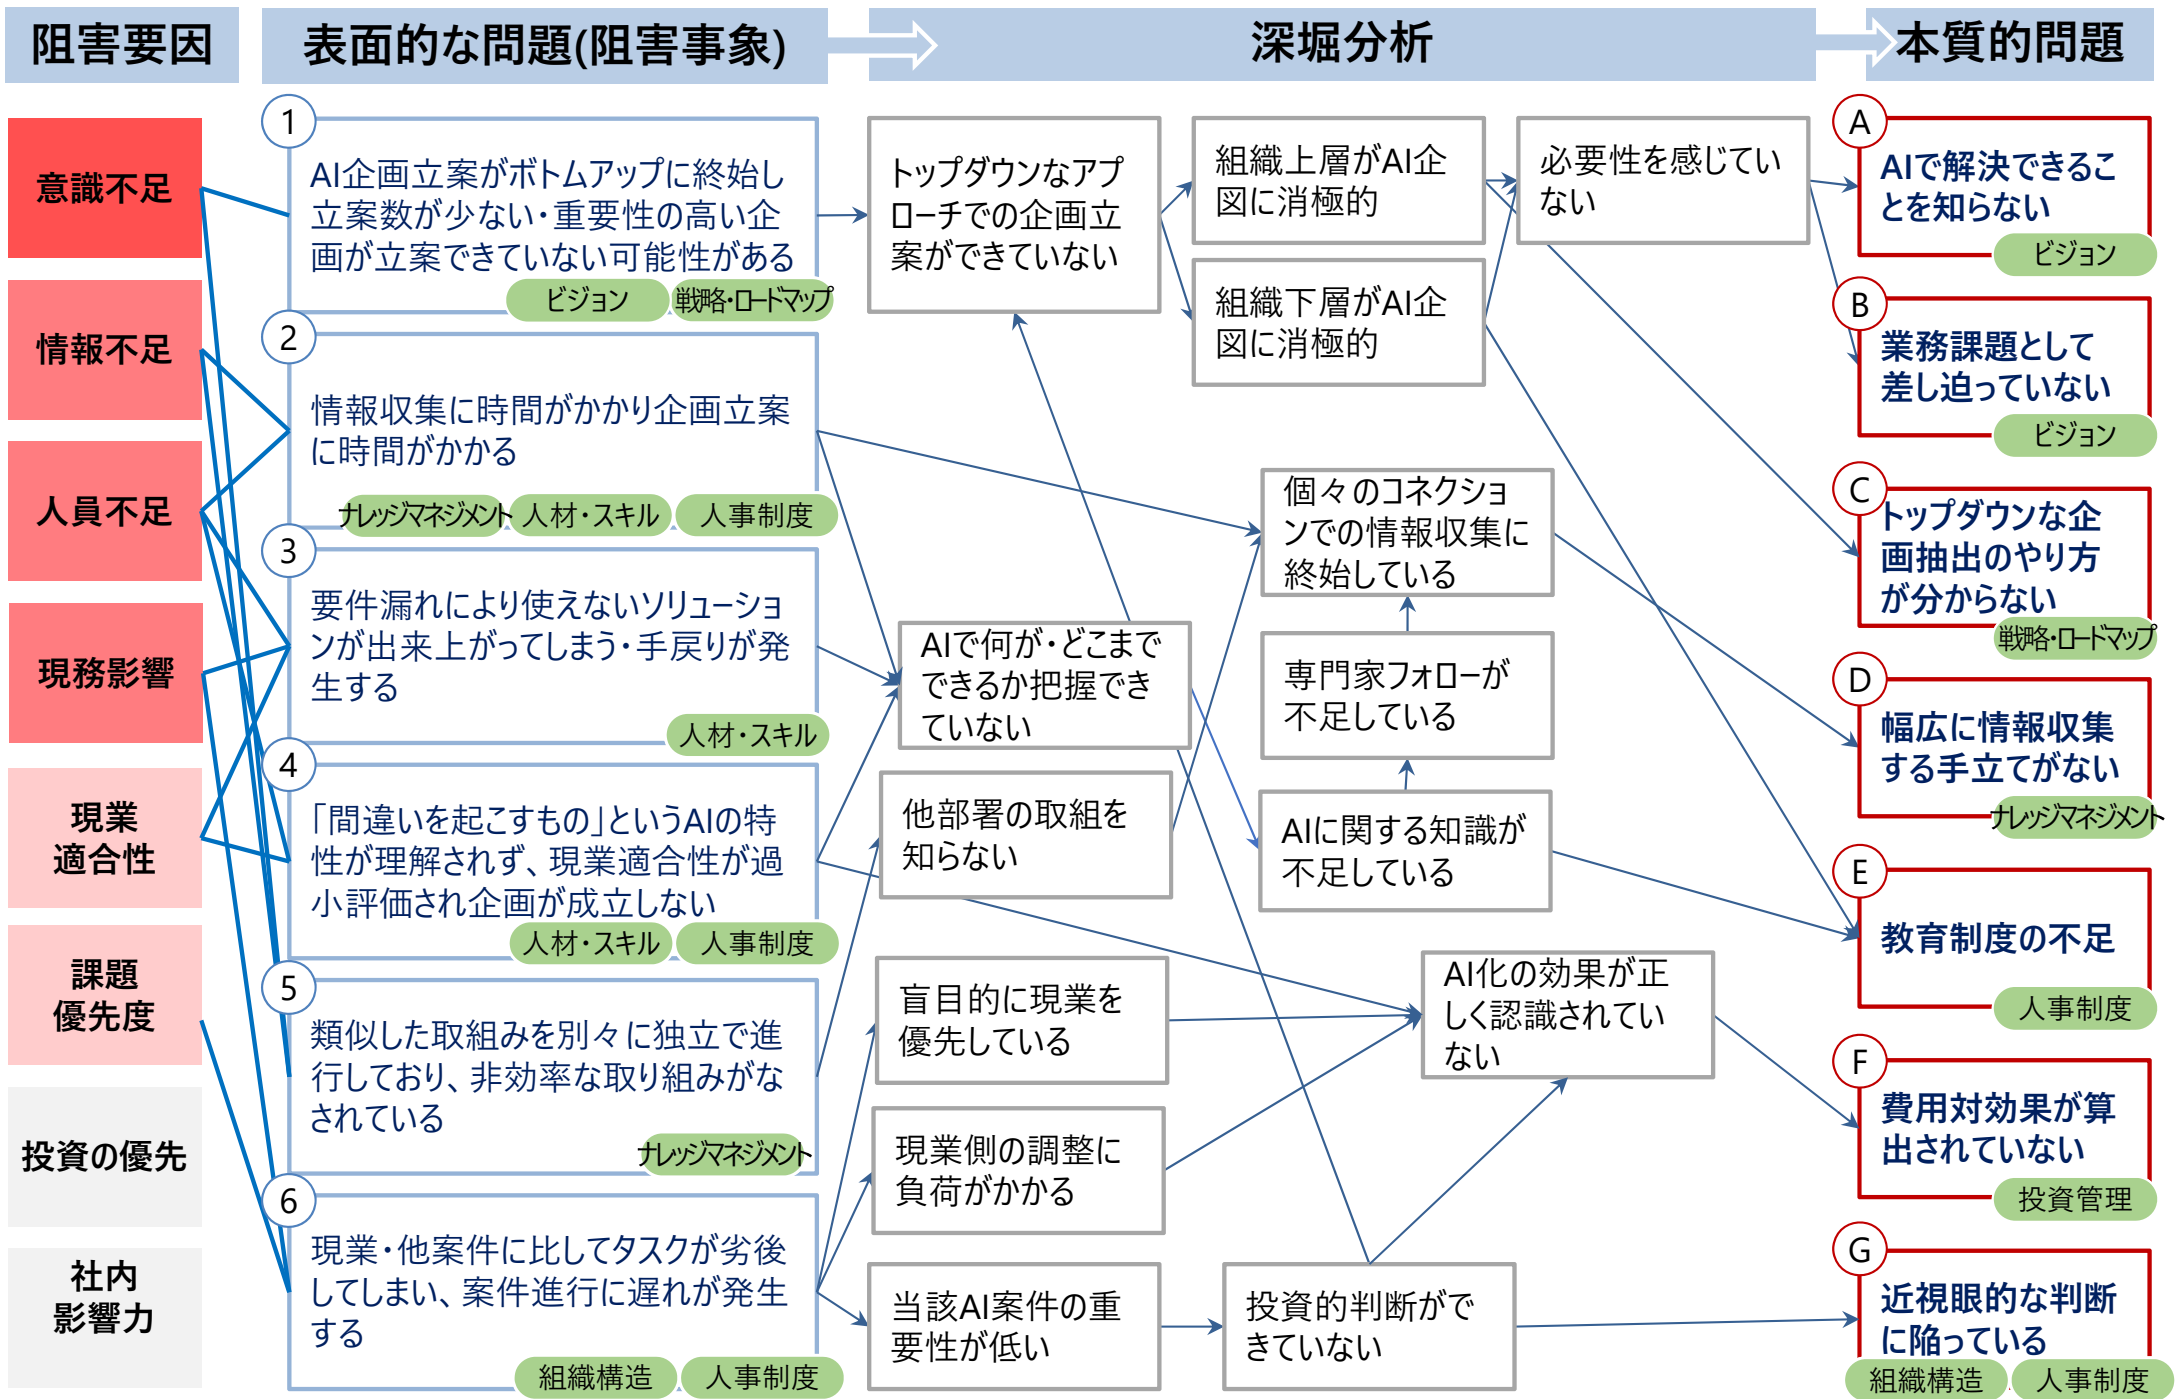 阻害要因
表面的な問題(阻害事象)
深堀分析
本質的問題
意識不足
情報不足
人員不足
現務影響
現業
適合性
課題
優先度
投資の優先
社内
影響力
1
AI企画立案がボトムアップに終始し
立案数が少ない・重要性の高い企
画が立案できていない可能性がある
ビジョン
戦略・ロードマップ
2
情報収集に時間がかかり企画立案
に時間がかかる
ナレッジマネジメント
人材・スキル
人事制度
3
要件漏れにより使えないソリューショ
ンが出来上がってしまう・手戻りが発
生する
人材・スキル
4
「間違いを起こすもの」というAIの特
性が理解されず、現業適合性が過
小評価され企画が成立しない
人材・スキル
人事制度
5
類似した取組みを別々に独立で進
行しており、非効率な取り組みがな
されている
ナレッジマネジメント
6
現業・他案件に比してタスクが劣後
してしまい、案件進行に遅れが発生
する
組織構造
人事制度
トップダウンなアプ
ローチでの企画立
案ができていない
組織上層がAI企
図に消極的
組織下層がAI企
図に消極的
必要性を感じてい
ない
個々のコネクショ
ンでの情報収集に
終始している
AIで何が・どこまで
できるか把握でき
ていない
専門家フォローが
不足している
他部署の取組を
知らない
AIに関する知識が
不足している
盲目的に現業を
優先している
AI化の効果が正
しく認識されてい
ない
現業側の調整に
負荷がかかる
当該AI案件の重
要性が低い
投資的判断がで
きていない
A
AIで解決できるこ
とを知らない
ビジョン
B
業務課題として
差し迫っていない
ビジョン
C
トップダウンな企
画抽出のやり方
が分からない
戦略・ロードマップ
D
幅広に情報収集
する手立てがない
ナレッジマネジメント
E
教育制度の不足
人事制度
F
費用対効果が算
出されていない
投資管理
G
近視眼的な判断
に陥っている
組織構造
人事制度